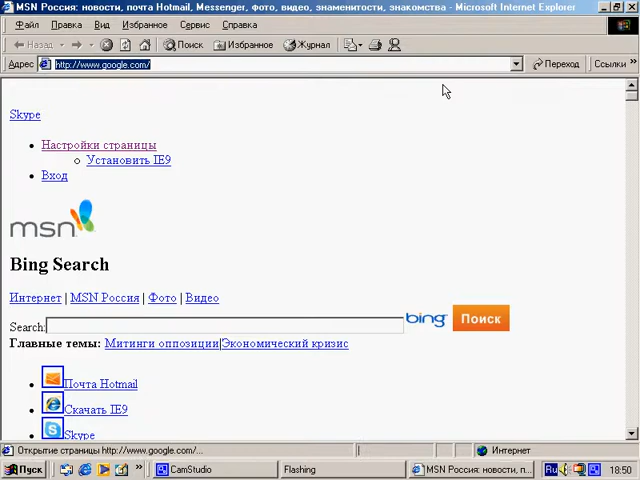 MSN Россия: новости, почта Hotmail, Messenger, фото, видео, знаменитости, знакомства - Microsoft Internet Explorer
Файл Правка Вид Избранное Сервис Справка
Назад Поиск Избранное Журнал
Адрес http://www.google.com/ Переход Ссылки »
Skype
Настройки страницы
Установить IE9
Вход
msn
Bing Search
Интернет | MSN Россия | Фото | Видео
Search: bing Поиск
Главные темы: Митинги оппозиции|Экономический кризис
Почта Hotmail
Скачать IE9
Skype
Открытие страницы http://www.google.com/... Интернет
Пуск » CamStudio Flashing MSN Россия: новости, п... Ru 18:50